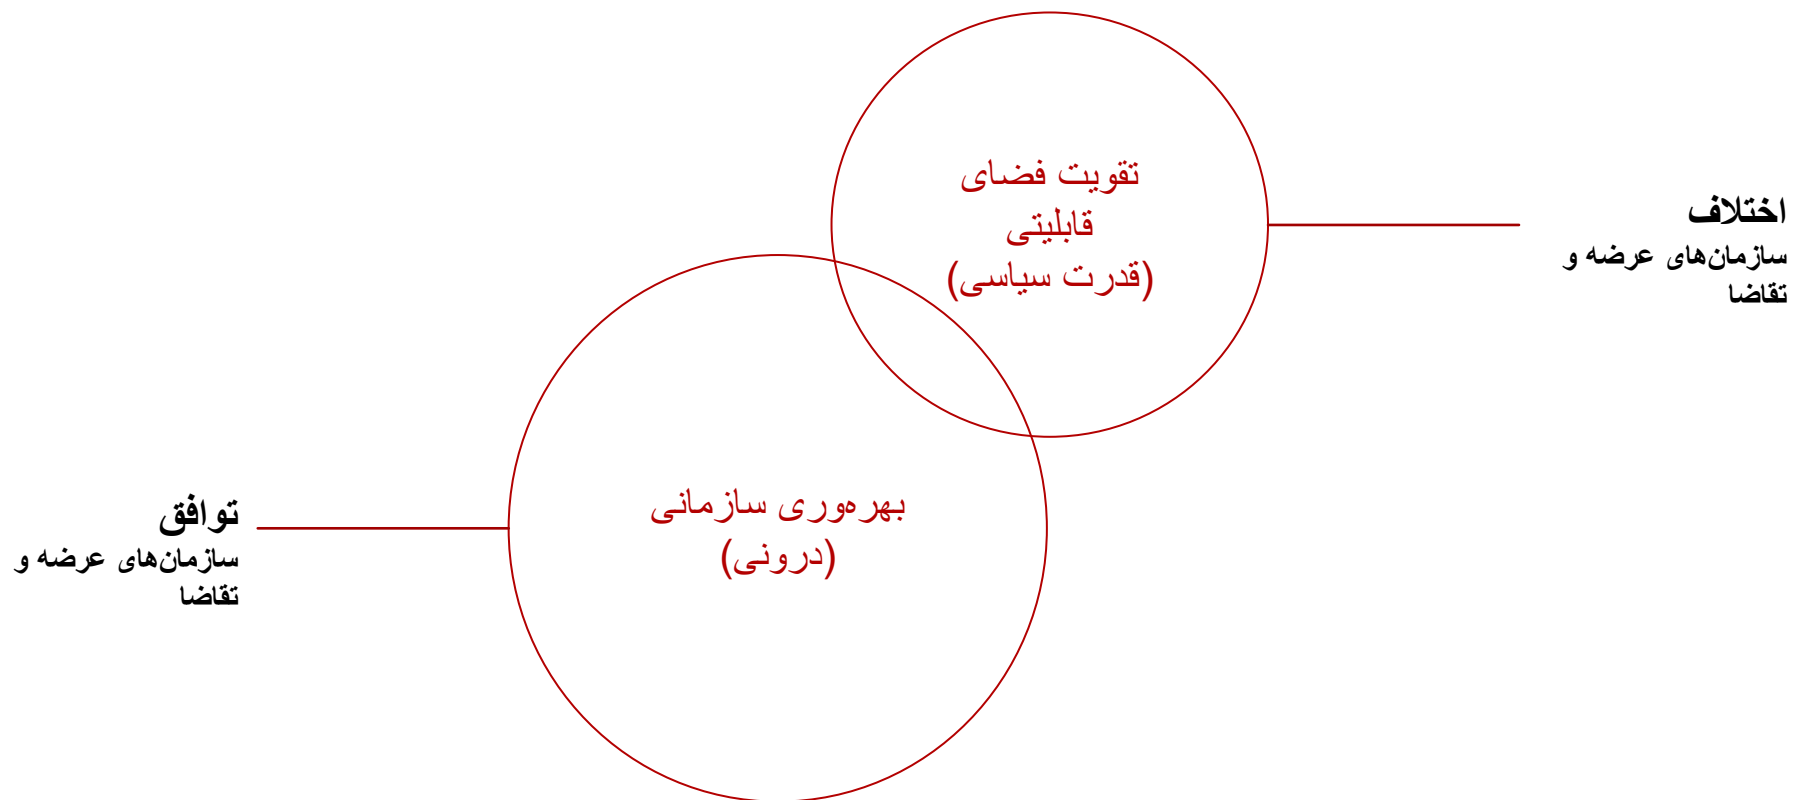 تقویت فضای
قابلیتی
(قدرت سیاسی)
اختلاف
سازمان‌های عرضه و
تقاضا
بهره‌وری سازمانی
(درونی)
توافق
سازمان‌های عرضه و
تقاضا